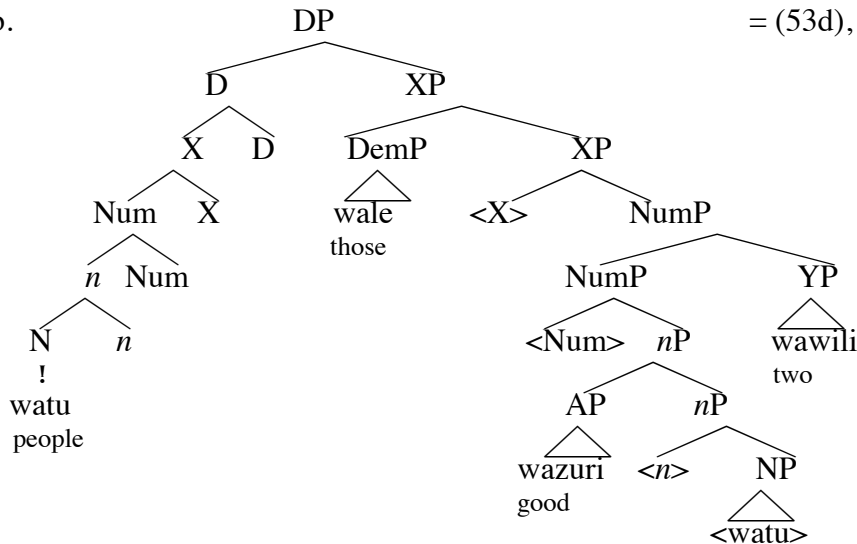 b. DP = (53d),
D XP
X D DemP XP
Num X wale <X> NumP
those
n Num NumP YP
N n <Num> nP wawili
! two
watu AP nP
people
wazuri <n> NP
good
<watu>